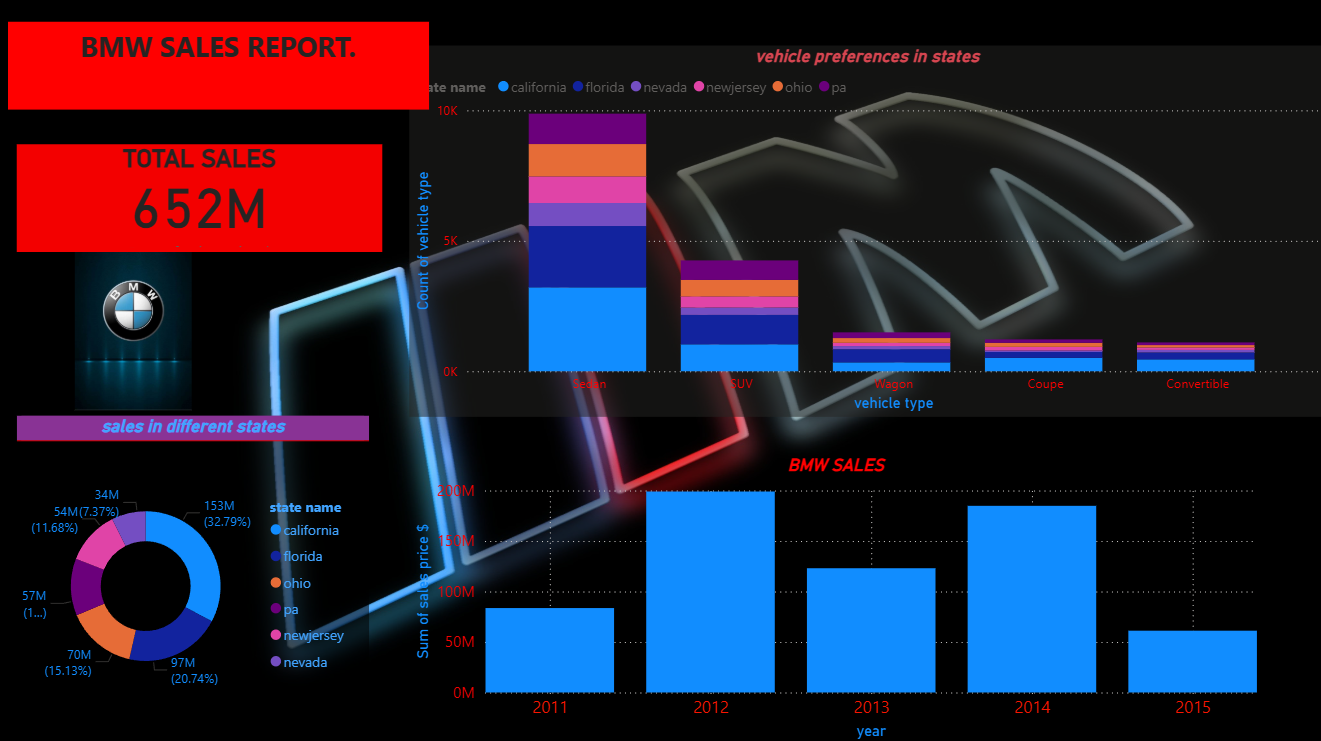 BMW SALES REPORT.
TOTAL SALES
652M
B M W
sales in different states
34M
(7.37%)
153M
(32.79%)
54M
(11.68%)
57M
(1...)
70M
(15.13%)
97M
(20.74%)
state name
california
florida
ohio
pa
newjersey
nevada
vehicle preferences in states
ate name california florida nevada newjersey ohio pa
Count of vehicle type
10K
5K
0K
Sedan SUV Wagon Coupe Convertible
vehicle type
BMW SALES
Sum of sales price $
200M
150M
100M
50M
0M
2011 2012 2013 2014 2015
year